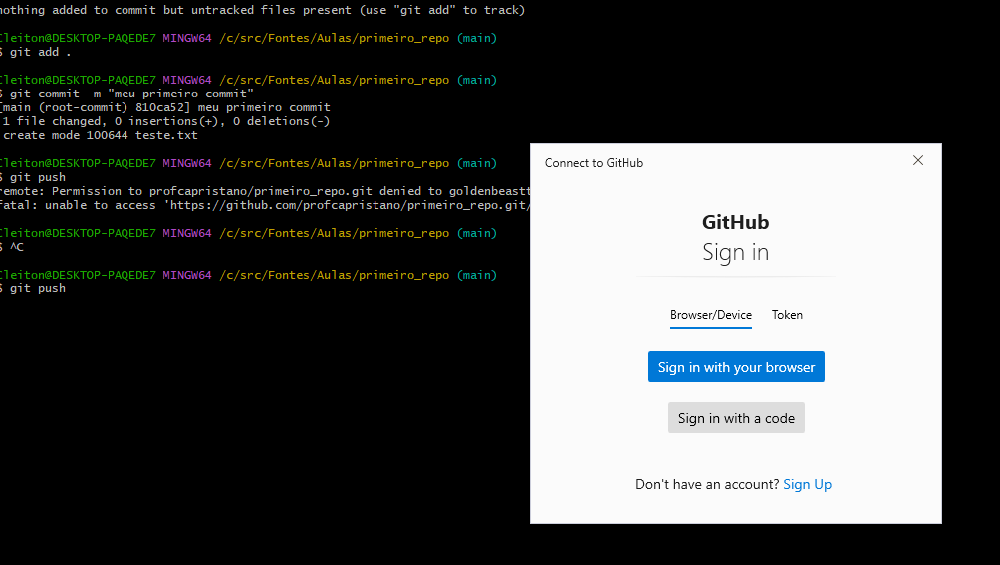 nothing added to commit but untracked files present (use "git add" to track)
Cleiton@DESKTOP-PAQEDE7 MINGW64 /c/src/Fontes/Aulas/primeiro_repo (main)
$ git add .
Cleiton@DESKTOP-PAQEDE7 MINGW64 /c/src/Fontes/Aulas/primeiro_repo (main)
$ git commit -m "meu primeiro commit"
[main (root-commit) 810ca52] meu primeiro commit
1 file changed, 0 insertions(+), 0 deletions(-)
create mode 100644 teste.txt
Cleiton@DESKTOP-PAQEDE7 MINGW64 /c/src/Fontes/Aulas/primeiro_repo (main)
$ git push
remote: Permission to profcapristano/primeiro_repo.git denied to goldenbeastt
fatal: unable to access 'https://github.com/profcapristano/primeiro_repo.git/
Cleiton@DESKTOP-PAQEDE7 MINGW64 /c/src/Fontes/Aulas/primeiro_repo (main)
$ ^C
Cleiton@DESKTOP-PAQEDE7 MINGW64 /c/src/Fontes/Aulas/primeiro_repo (main)
$ git push
Connect to GitHub
GitHub
Sign in
Browser/Device Token
Sign in with your browser
Sign in with a code
Don't have an account? Sign Up